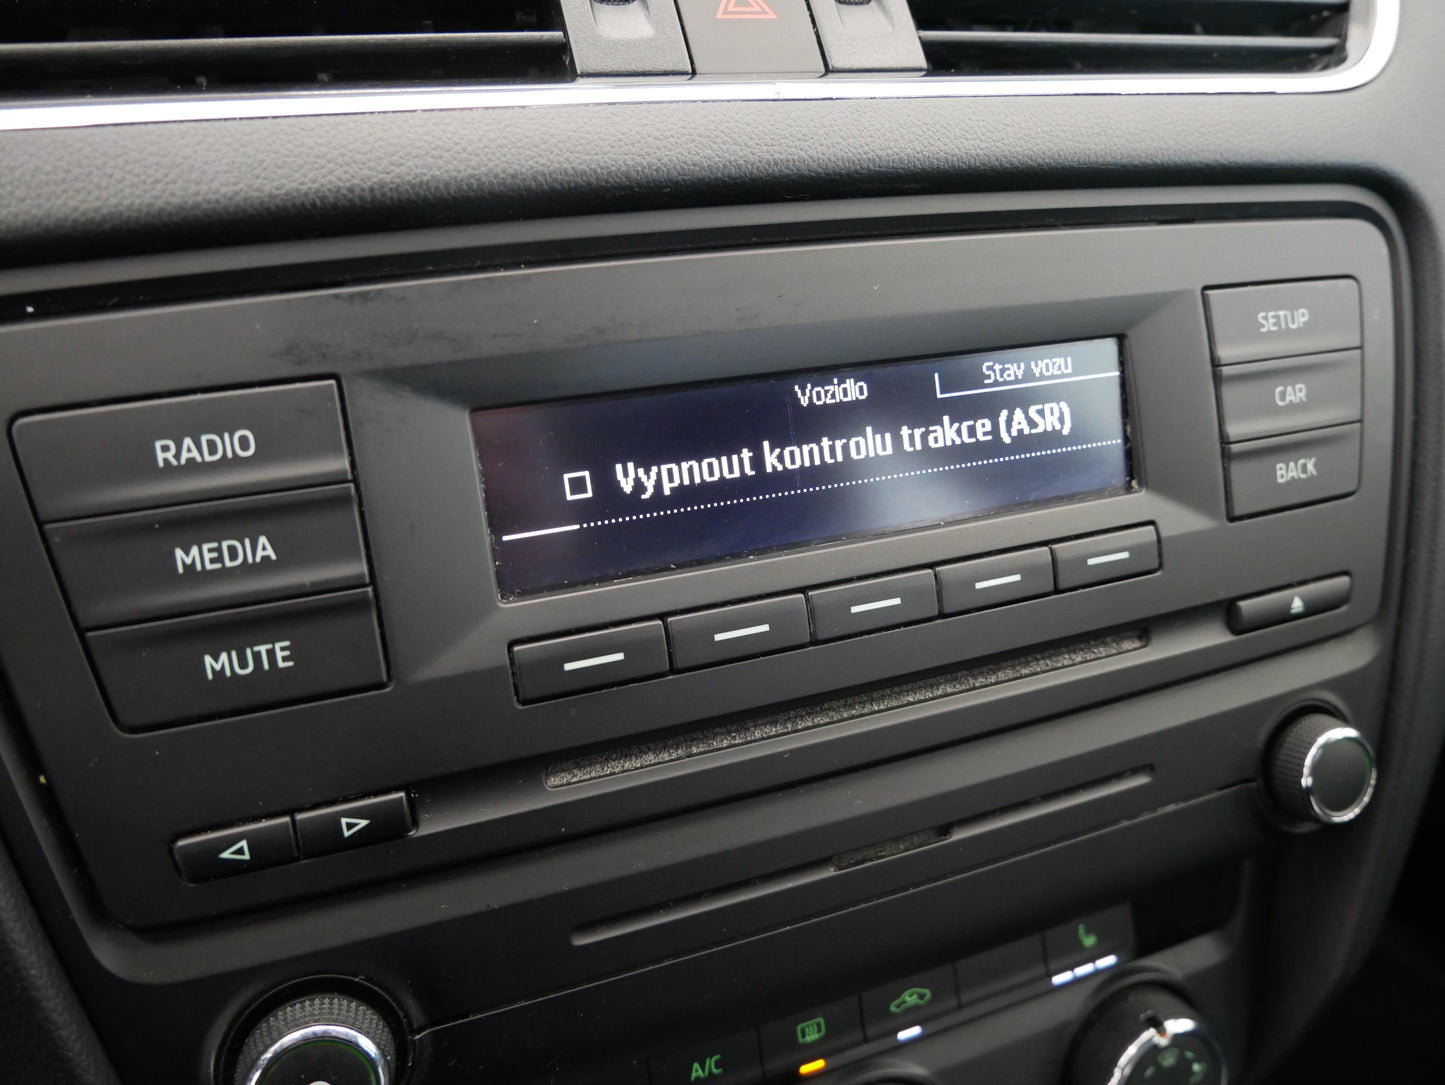 RADIO
MEDIA
MUTE
Vozidlo
Stav vozu
Vypnout kontrolu trakce (ASR)
SETUP
CAR
BACK
A/C